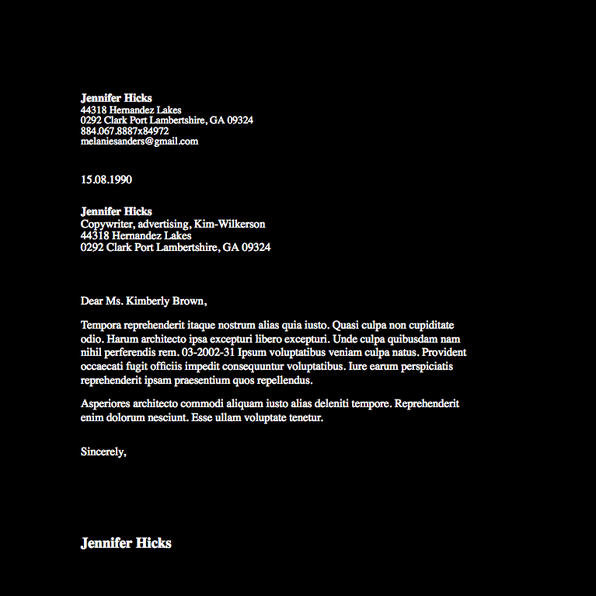 Jennifer Hicks
44318 Hernandez Lakes
0292 Clark Port Lambertshire, GA 09324
884.067.8887x84972
melaniesanders@gmail.com
15.08.1990
Jennifer Hicks
Copywriter, advertising, Kim-Wilkerson
44318 Hernandez Lakes
0292 Clark Port Lambertshire, GA 09324
Dear Ms. Kimberly Brown,
Tempora reprehenderit itaque nostrum alias quia iusto. Quasi culpa non cupiditate
odio. Harum architecto ipsa excepturi libero excepturi. Unde culpa quibusdam nam
nihil perferendis rem. 03-2002-31 Ipsum voluptatibus veniam culpa natus. Provident
occaecati fugit officiis impedit consequuntur voluptatibus. Iure earum perspiciatis
reprehenderit ipsam praesentium quos repellendus.
Asperiores architecto commodi aliquam iusto alias deleniti tempore. Reprehenderit
enim dolorum nesciunt. Esse ullam voluptate tenetur.
Sincerely,
Jennifer Hicks